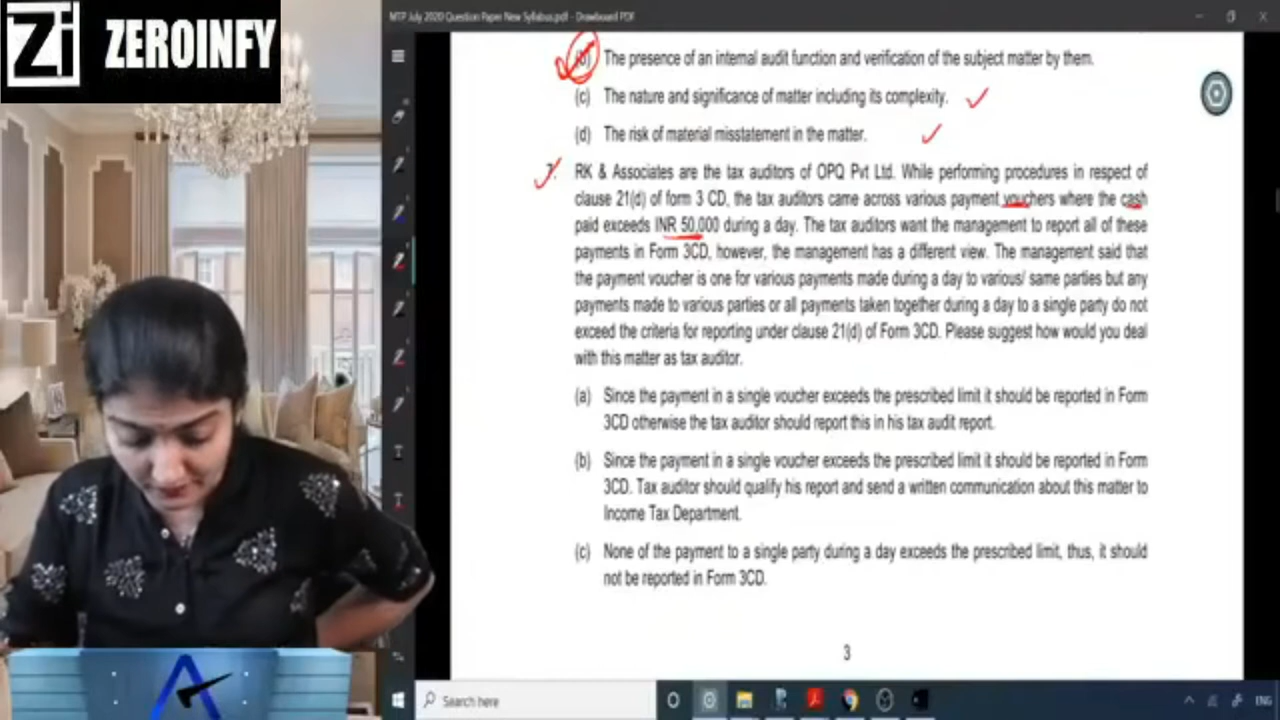 MTP July 2020 Question Paper New Syllabus.pdf - Drawboard PDF
Zi ZEROINFY
(b) The presence of an internal audit function and verification of the subject matter by them.
(c) The nature and significance of matter including its complexity.
(d) The risk of material misstatement in the matter.
7. RK & Associates are the tax auditors of OPQ Pvt Ltd. While performing procedures in respect of
clause 21(d) of form 3 CD, the tax auditors came across various payment vouchers where the cash
paid exceeds INR 50,000 during a day. The tax auditors want the management to report all of these
payments in Form 3CD, however, the management has a different view. The management said that
the payment voucher is one for various payments made during a day to various/ same parties but any
payments made to various parties or all payments taken together during a day to a single party do not
exceed the criteria for reporting under clause 21(d) of Form 3CD. Please suggest how would you deal
with this matter as tax auditor.
(a) Since the payment in a single voucher exceeds the prescribed limit it should be reported in Form
3CD otherwise the tax auditor should report this in his tax audit report.
(b) Since the payment in a single voucher exceeds the prescribed limit it should be reported in Form
3CD. Tax auditor should qualify his report and send a written communication about this matter to
Income Tax Department.
(c) None of the payment to a single party during a day exceeds the prescribed limit, thus, it should
not be reported in Form 3CD.
3
Search here
ENG